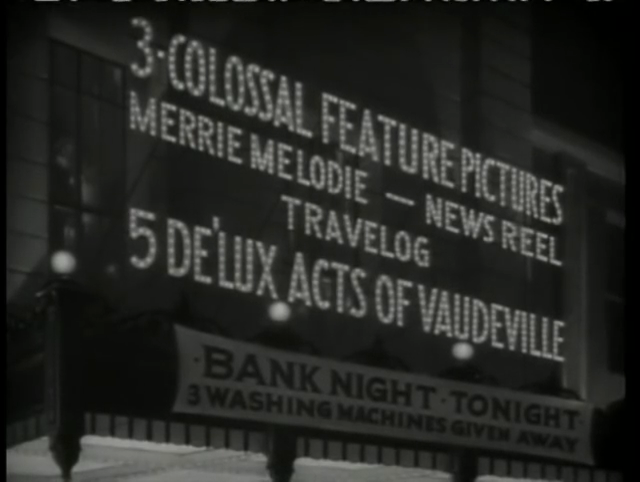 3-COLOSSAL FEATURE PICTURES
MERRIE MELODIE — NEWS REEL
TRAVELOG
5 DE'LUX ACTS OF VAUDEVILLE
·BANK NIGHT·TONIGHT·
3 WASHING MACHINES GIVEN AWAY